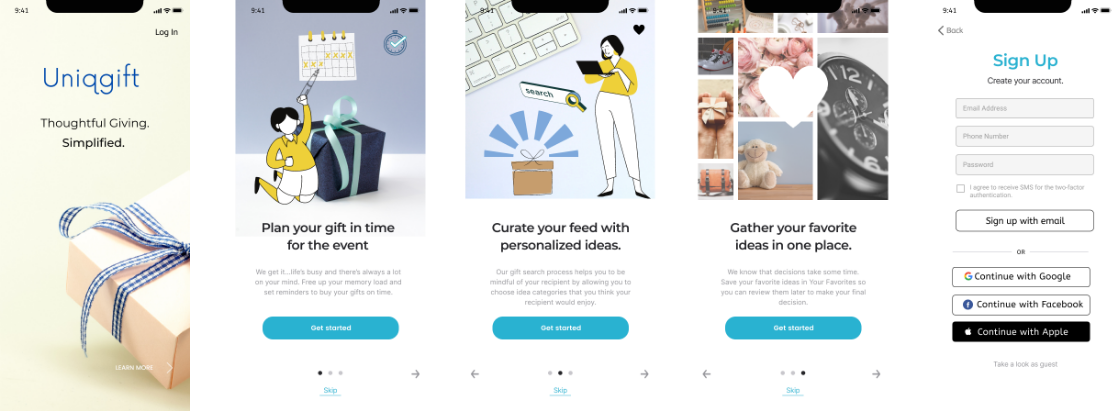 9:41
Log In
Uniqgift
Thoughtful Giving.
Simplified.
LEARN MORE
9:41
Plan your gift in time
for the event
We get it...life's busy and there's always a lot
on your mind. Free up your memory load and
set reminders to buy your gifts on time.
Get started
Skip
9:41
search
Curate your feed with
personalized ideas.
Our gift search process helps you to be
mindful of your recipient by allowing you to
choose idea categories that you think your
recipient would enjoy.
Get started
Skip
9:41
Gather your favorite
ideas in one place.
We know that decisions take some time.
Save your favorite ideas in Your Favorites so
you can review them later to make your final
decision.
Get started
Skip
9:41
Back
Sign Up
Create your account.
Email Address
Phone Number
Password
I agree to receive SMS for the two-factor
authentication.
Sign up with email
OR
Continue with Google
Continue with Facebook
Continue with Apple
Take a look as guest